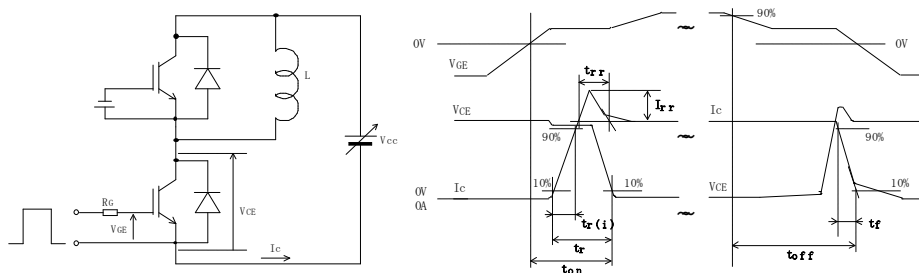 L
Vcc
RG
VGE
VCE
Ic
0V
VGE
trr
Irr
VCE
90%
10%
10%
0V
0A
Ic
tr(i)
tr
ton
90%
0V
Ic
90%
VCE
10%
tf
toff